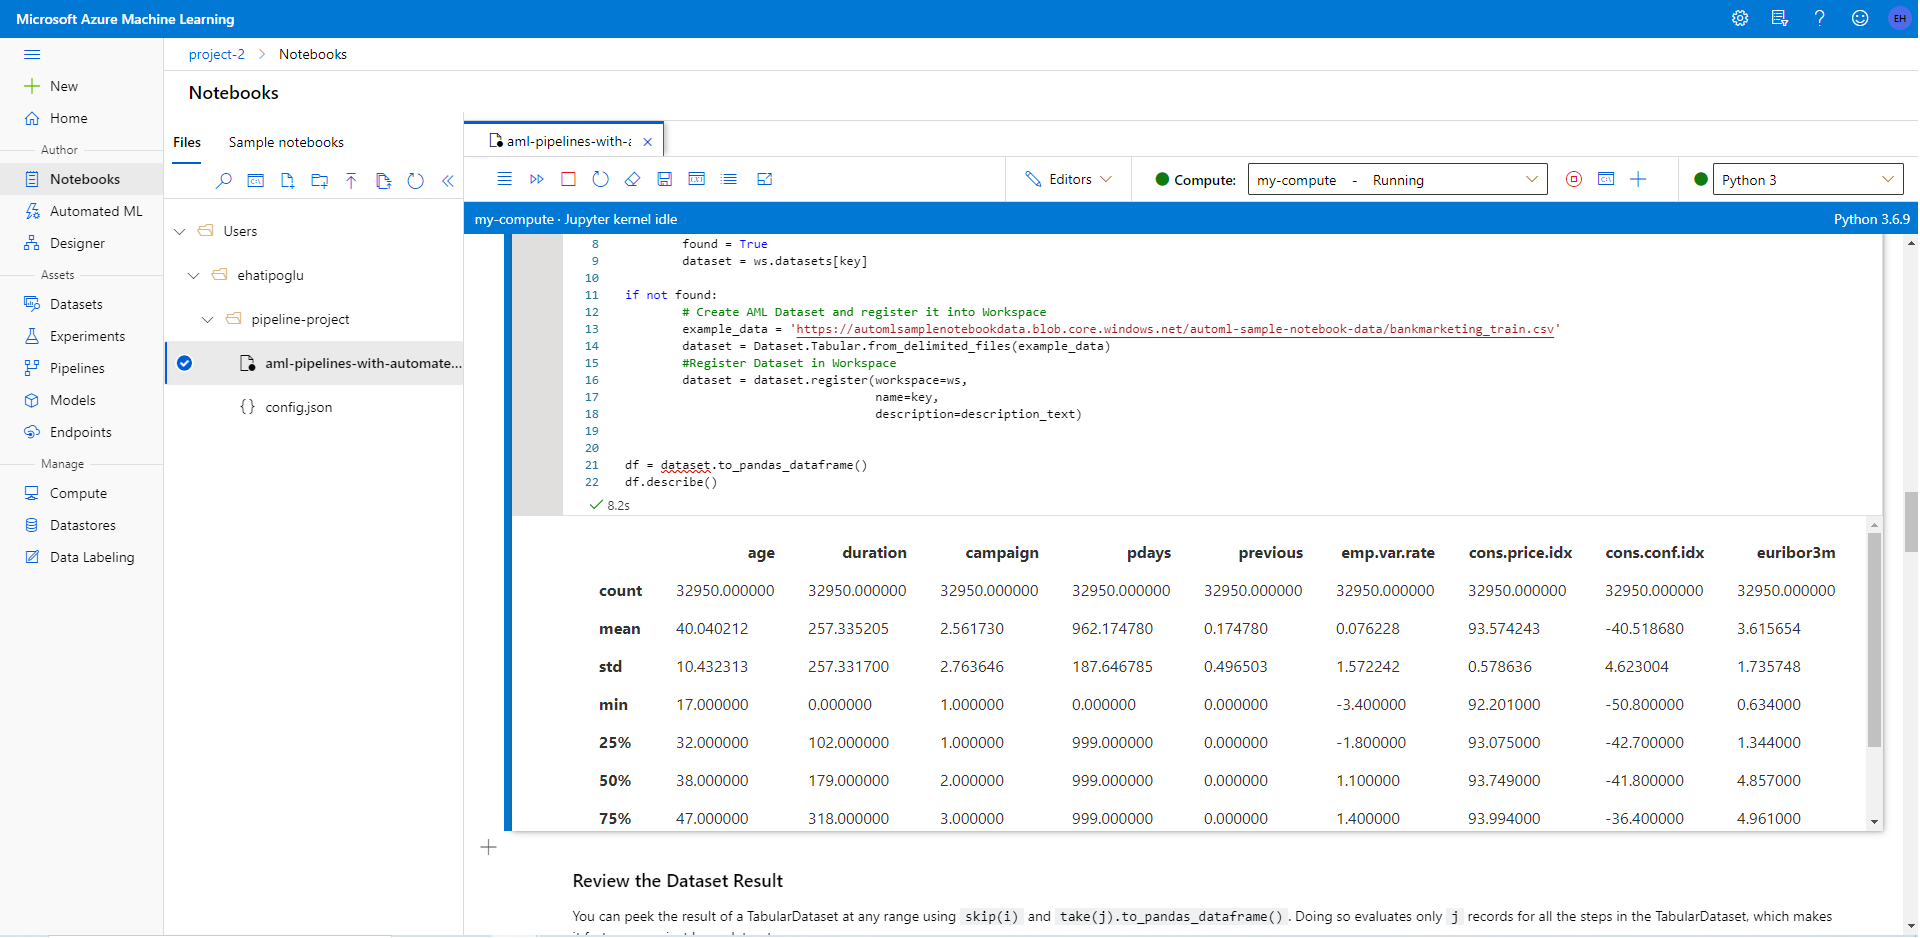 Microsoft Azure Machine Learning
EH
project-2 > Notebooks
New
Home
Author
Notebooks
Automated ML
Designer
Assets
Datasets
Experiments
Pipelines
Models
Endpoints
Manage
Compute
Datastores
Data Labeling
Notebooks
Files Sample notebooks
Users
ehatipoglu
pipeline-project
aml-pipelines-with-automate...
{} config.json
aml-pipelines-with-a
Editors Compute: my-compute - Running Python 3
my-compute · Jupyter kernel idle Python 3.6.9
8 found = True
9 dataset = ws.datasets[key]
10
11 if not found:
12 # Create AML Dataset and register it into Workspace
13 example_data = 'https://automlsamplenotebookdata.blob.core.windows.net/automl-sample-notebook-data/bankmarketing_train.csv'
14 dataset = Dataset.Tabular.from_delimited_files(example_data)
15 #Register Dataset in Workspace
16 dataset = dataset.register(workspace=ws,
17 name=key,
18 description=description_text)
19
20
21 df = dataset.to_pandas_dataframe()
22 df.describe()
8.2s
age duration campaign pdays previous emp.var.rate cons.price.idx cons.conf.idx euribor3m
count 32950.000000 32950.000000 32950.000000 32950.000000 32950.000000 32950.000000 32950.000000 32950.000000 32950.000000
mean 40.040212 257.335205 2.561730 962.174780 0.174780 0.076228 93.574243 -40.518680 3.615654
std 10.432313 257.331700 2.763646 187.646785 0.496503 1.572242 0.578636 4.623004 1.735748
min 17.000000 0.000000 1.000000 0.000000 0.000000 -3.400000 92.201000 -50.800000 0.634000
25% 32.000000 102.000000 1.000000 999.000000 0.000000 -1.800000 93.075000 -42.700000 1.344000
50% 38.000000 179.000000 2.000000 999.000000 0.000000 1.100000 93.749000 -41.800000 4.857000
75% 47.000000 318.000000 3.000000 999.000000 0.000000 1.400000 93.994000 -36.400000 4.961000
Review the Dataset Result
You can peek the result of a TabularDataset at any range using skip(i) and take(j).to_pandas_dataframe() . Doing so evaluates only j records for all the steps in the TabularDataset, which makes